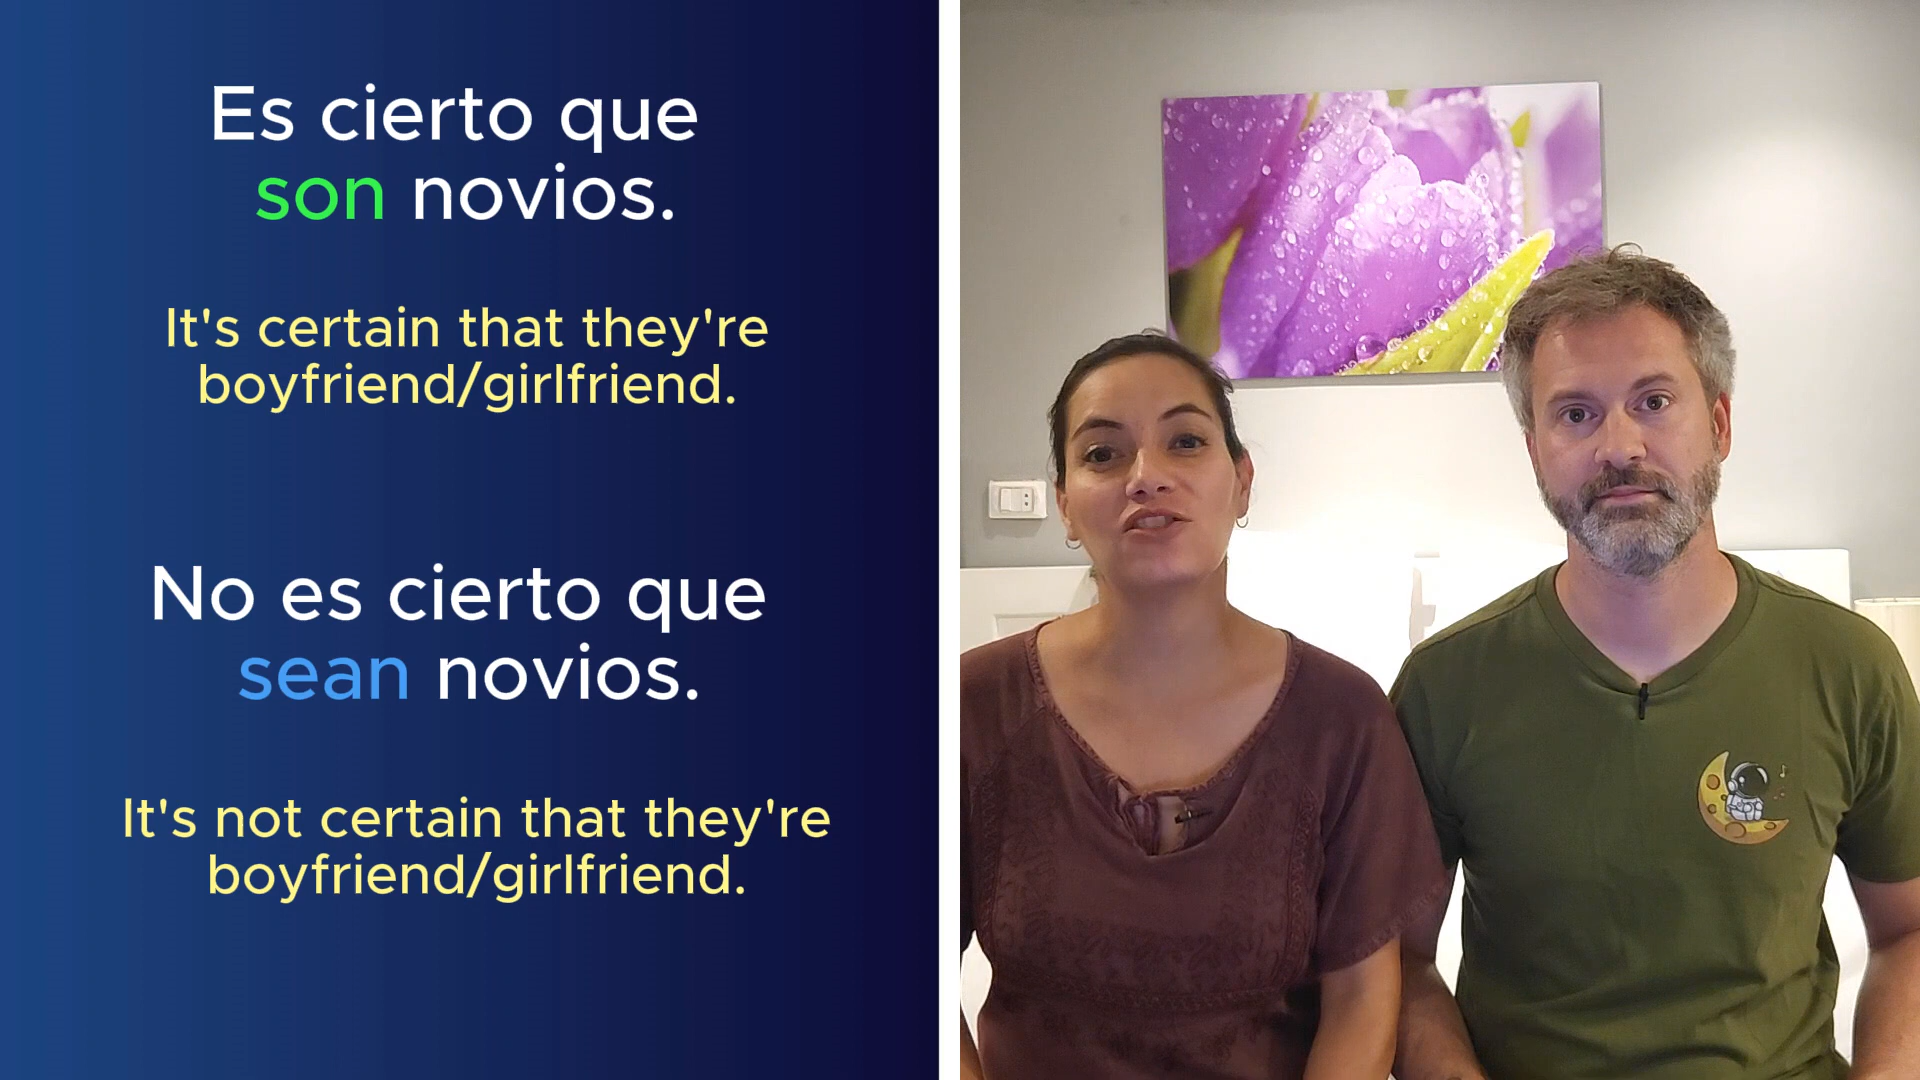 Es cierto que
son novios.
It's certain that they're
boyfriend/girlfriend.
No es cierto que
sean novios.
It's not certain that they're
boyfriend/girlfriend.